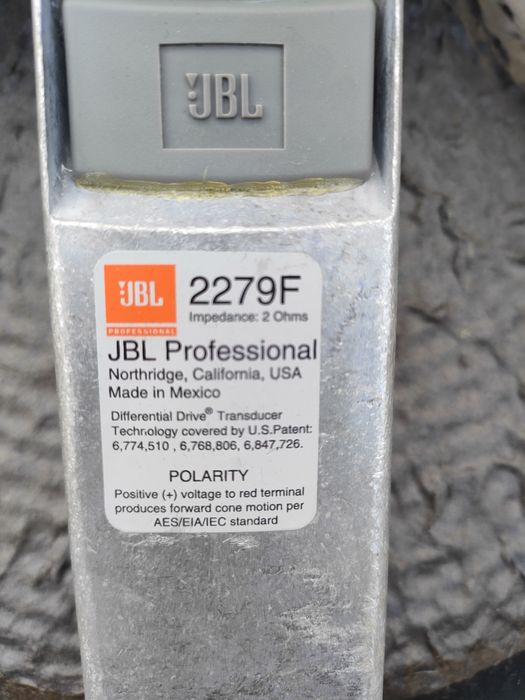 JBL
JBL
PROFESSIONAL
2279F
Impedance: 2 Ohms
JBL Professional
Northridge, California, USA
Made in Mexico
Differential Drive® Transducer
Technology covered by U.S.Patent:
6,774,510 , 6,768,806, 6,847,726.
POLARITY
Positive (+) voltage to red terminal
produces forward cone motion per
AES/EIA/IEC standard